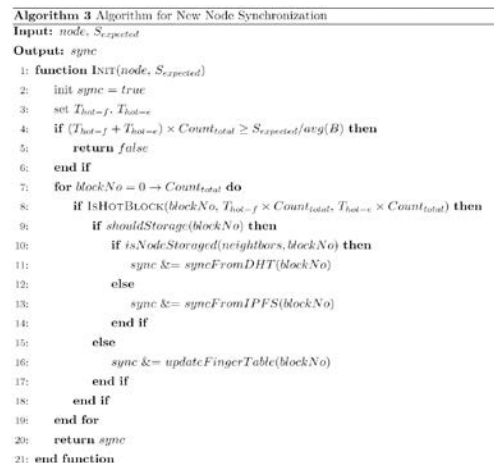 Algorithm 3 Algorithm for New Node Synchronization
Input: node, S_expected
Output: sync
1: function INIT(node, S_expected)
2: init sync = true
3: set T_hot−f, T_hot−e
4: if (T_hot−f + T_hot−e) × Count_total ≥ S_expected/avg(B) then
5: return false
6: end if
7: for blockNo = 0 → Count_total do
8: if ISHOTBLOCK(blockNo, T_hot−f × Count_total, T_hot−e × Count_total) then
9: if shouldStorage(blockNo) then
10: if isNodeStoraged(neighbors, blockNo) then
11: sync &= syncFromDHT(blockNo)
12: else
13: sync &= syncFromIPFS(blockNo)
14: end if
15: else
16: sync &= updateFingerTable(blockNo)
17: end if
18: end if
19: end for
20: return sync
21: end function